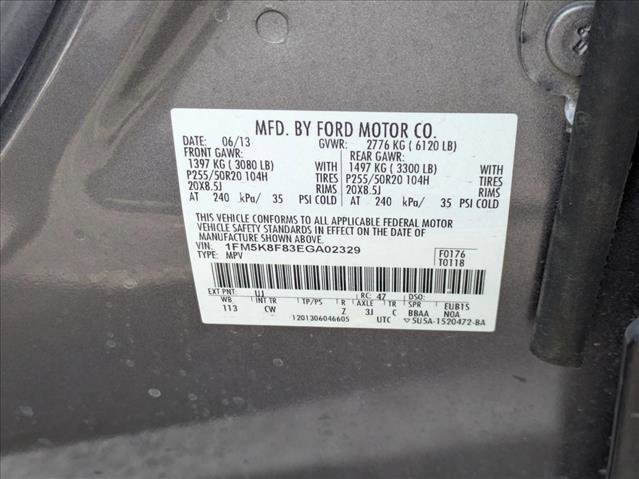 MFD. BY FORD MOTOR CO.
DATE: 06/13 GVWR: 2776 KG ( 6120 LB)
FRONT GAWR: REAR GAWR:
1397 KG ( 3080 LB) WITH 1497 KG ( 3300 LB) WITH
P255/50R20 104H TIRES P255/50R20 104H TIRES
20X8.5J RIMS 20X8.5J RIMS
AT 240 kPa/ 35 PSI COLD AT 240 kPa/ 35 PSI COLD
THIS VEHICLE CONFORMS TO ALL APPLICABLE FEDERAL MOTOR
VEHICLE SAFETY STANDARDS IN EFFECT ON THE DATE OF
MANUFACTURE SHOWN ABOVE.
VIN: 1FM5K8F83EGA02329 F0176
TYPE: MPV T0118
EXT PNT: UJ RC: 47 DSO:
WB INT TR TP/PS R AXLE TR SPR EUB15
113 CW Z 3J C BBAA N0A
1201306046605 UTC 5U5A-1520472-BA